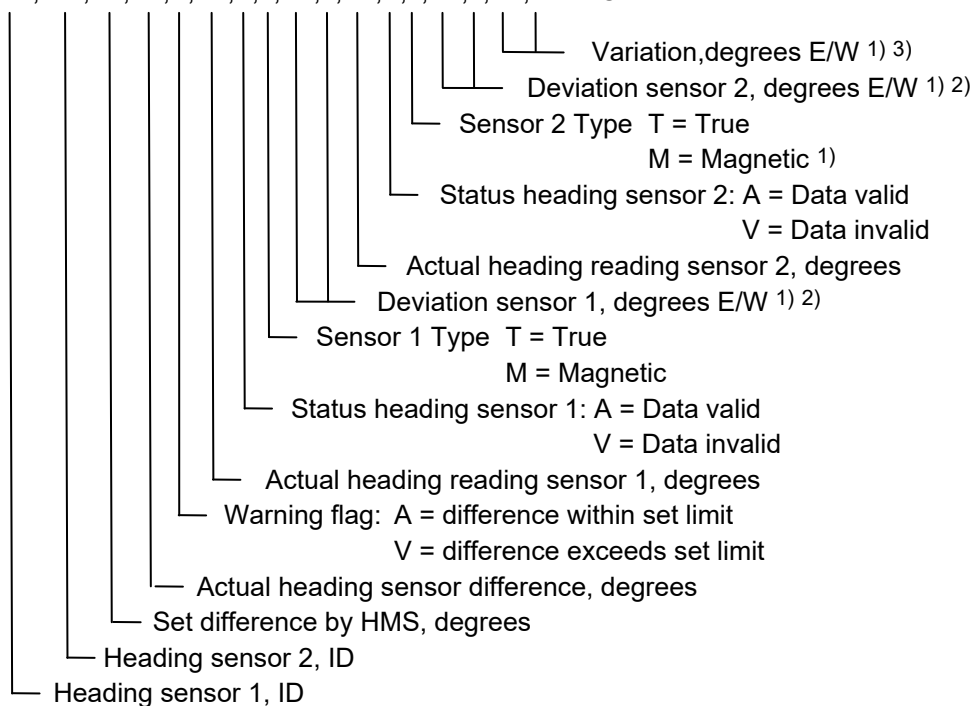 Variation,degrees E/W 1) 3)
Deviation sensor 2, degrees E/W 1) 2)
Sensor 2 Type T = True
M = Magnetic 1)
Status heading sensor 2: A = Data valid
V = Data invalid
Actual heading reading sensor 2, degrees
Deviation sensor 1, degrees E/W 1) 2)
Sensor 1 Type T = True
M = Magnetic
Status heading sensor 1: A = Data valid
V = Data invalid
Actual heading reading sensor 1, degrees
Warning flag: A = difference within set limit
V = difference exceeds set limit
Actual heading sensor difference, degrees
Set difference by HMS, degrees
Heading sensor 2, ID
Heading sensor 1, ID